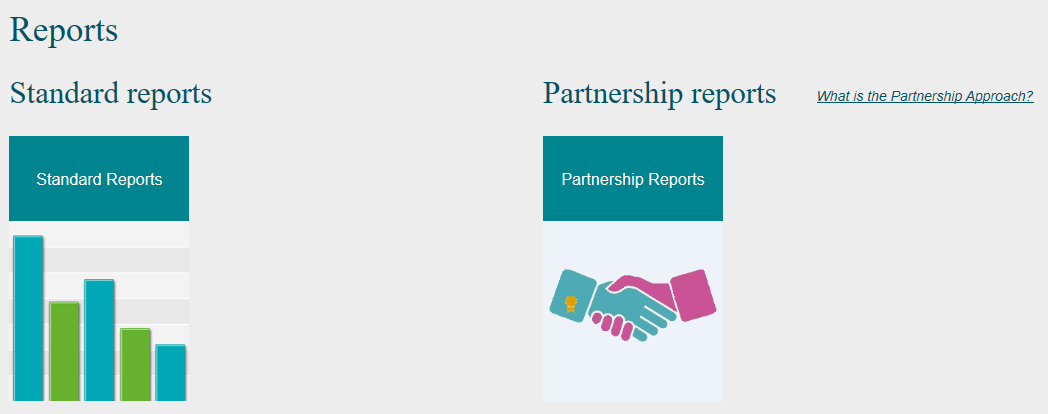 Reports
Standard reports
Partnership reports
What is the Partnership Approach?
Standard Reports
Partnership Reports